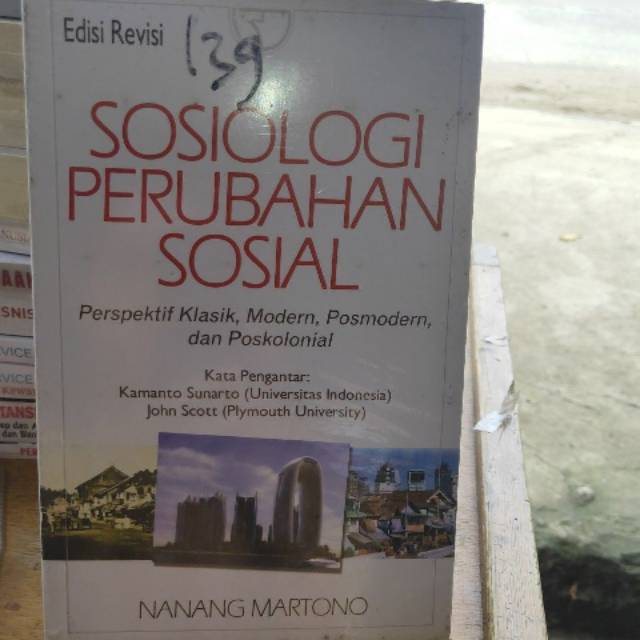 Edisi Revisi
139
SOSIOLOGI
PERUBAHAN
SOSIAL
Perspektif Klasik, Modern, Posmodern,
dan Poskolonial
Kata Pengantar:
Kamanto Sunarto (Universitas Indonesia)
John Scott (Plymouth University)
NANANG MARTONO